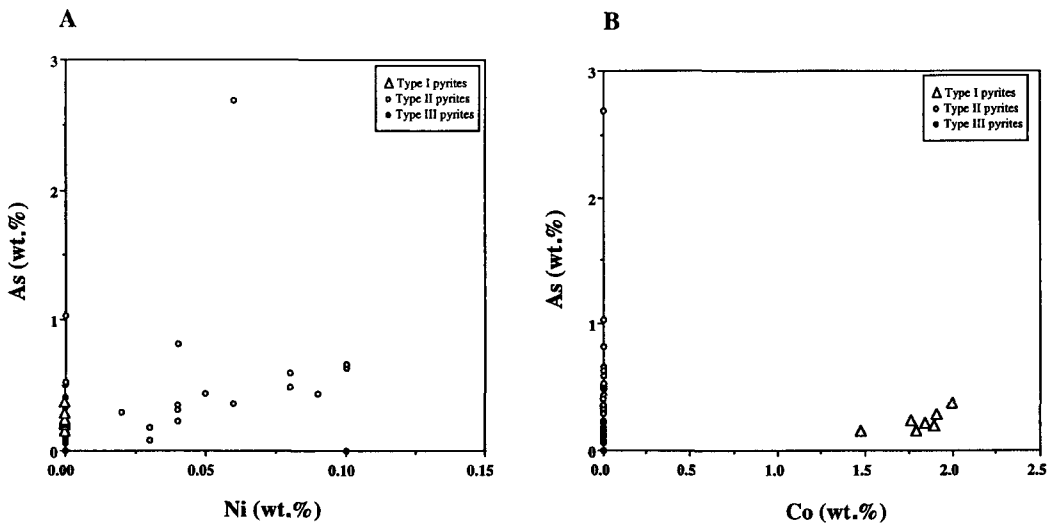 A
3
2
1
0
0.00
0.05
0.10
0.15
As (wt.%)
Ni (wt.%)
Type I pyrites
Type II pyrites
Type III pyrites
B
3
2
1
0
0.0
0.5
1.0
1.5
2.0
2.5
As (wt.%)
Co (wt.%)
Type I pyrites
Type II pyrites
Type III pyrites